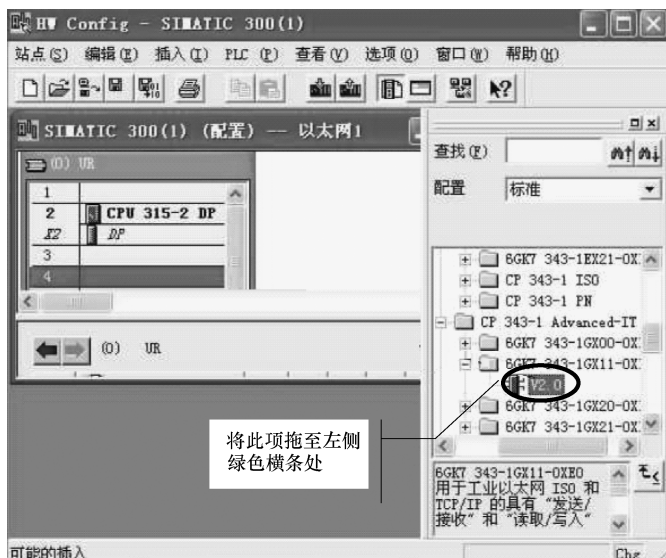 HW Config - SIMATIC 300(1)
站点(S) 编辑(E) 插入(I) PLC (P) 查看(V) 选项(O) 窗口(W) 帮助(H)
SIMATIC 300(1) (配置) -- 以太网1
(0) UR
1
2 CPU 315-2 DP
X2 DP
3
4
(0) UR
查找(F)
配置 标准
6GK7 343-1EX21-0X
CP 343-1 ISO
CP 343-1 PN
CP 343-1 Advanced-IT
6GK7 343-1GX00-0X
6GK7 343-1GX11-0X
V2.0
6GK7 343-1GX20-0X
6GK7 343-1GX21-0X
将此项拖至左侧
绿色横条处
6GK7 343-1GX11-0XE0
用于工业以太网 ISO 和
TCP/IP 的具有 "发送/
接收" 和 "读取/写入"
可能的插入
Chg